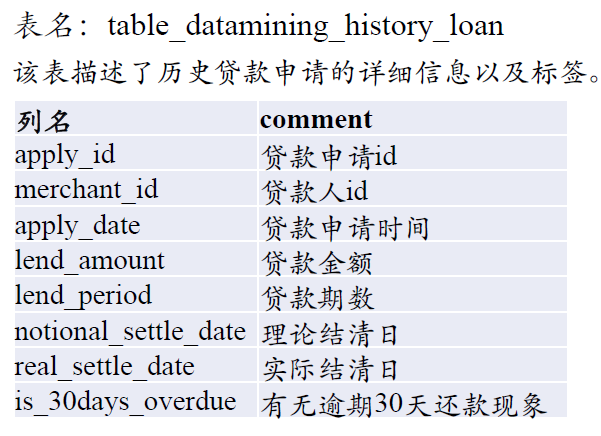 表名：table_datamining_history_loan
该表描述了历史贷款申请的详细信息以及标签。
列名 comment
apply_id 贷款申请id
merchant_id 贷款人id
apply_date 贷款申请时间
lend_amount 贷款金额
lend_period 贷款期数
notional_settle_date 理论结清日
real_settle_date 实际结清日
is_30days_overdue 有无逾期30天还款现象